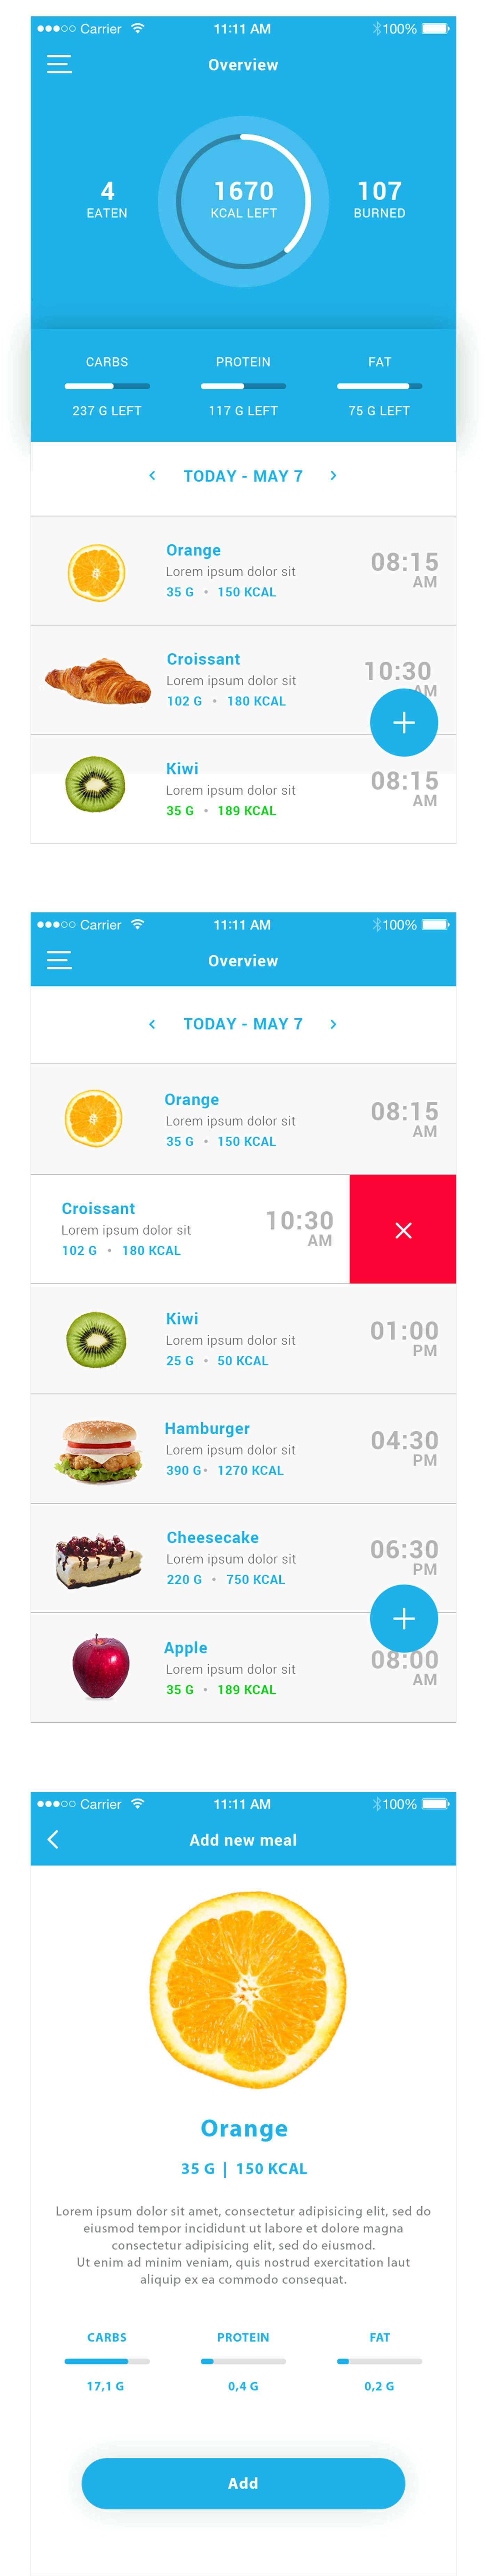 Carrier 11:11 AM 100%
Overview
4 1670 107
EATEN KCAL LEFT BURNED
CARBS PROTEIN FAT
237 G LEFT 117 G LEFT 75 G LEFT
TODAY - MAY 7
Orange 08:15
Lorem ipsum dolor sit AM
35 G • 150 KCAL
Croissant 10:30
Lorem ipsum dolor sit AM
102 G • 180 KCAL
Kiwi 08:15
Lorem ipsum dolor sit AM
35 G • 189 KCAL
Carrier 11:11 AM 100%
Overview
TODAY - MAY 7
Orange 08:15
Lorem ipsum dolor sit AM
35 G • 150 KCAL
Croissant 10:30
Lorem ipsum dolor sit AM
102 G • 180 KCAL
Kiwi 01:00
Lorem ipsum dolor sit PM
25 G • 50 KCAL
Hamburger 04:30
Lorem ipsum dolor sit PM
390 G • 1270 KCAL
Cheesecake 06:30
Lorem ipsum dolor sit PM
220 G • 750 KCAL
Apple 08:00
Lorem ipsum dolor sit AM
35 G • 189 KCAL
Carrier 11:11 AM 100%
Add new meal
Orange
35 G | 150 KCAL
Lorem ipsum dolor sit amet, consectetur adipisicing elit, sed do
eiusmod tempor incididunt ut labore et dolore magna
consectetur adipisicing elit, sed do eiusmod.
Ut enim ad minim veniam, quis nostrud exercitation laut
aliquip ex ea commodo consequat.
CARBS PROTEIN FAT
17,1 G 0,4 G 0,2 G
Add